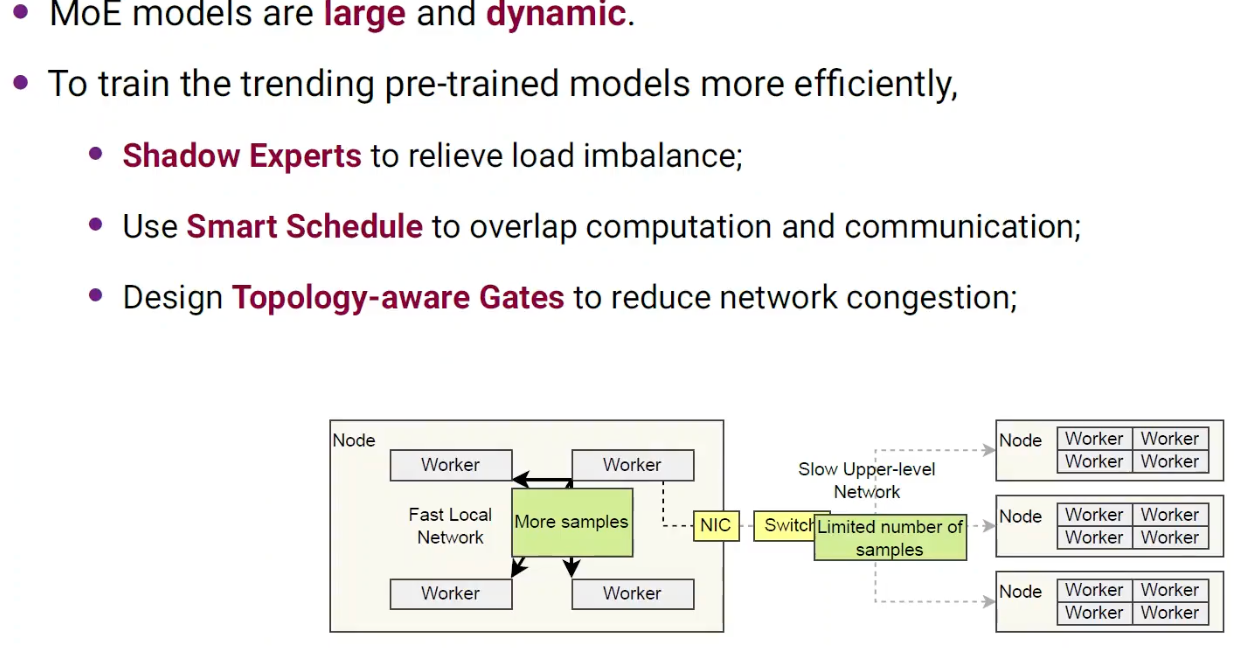 MoE models are large and dynamic.
To train the trending pre-trained models more efficiently,
Shadow Experts to relieve load imbalance;
Use Smart Schedule to overlap computation and communication;
Design Topology-aware Gates to reduce network congestion;
Node
Worker
Worker
Fast Local
Network
More samples
Worker
Worker
NIC
Switch
Slow Upper-level
Network
Limited number of
samples
Node
Worker Worker
Worker Worker
Node
Worker Worker
Worker Worker
Node
Worker Worker
Worker Worker